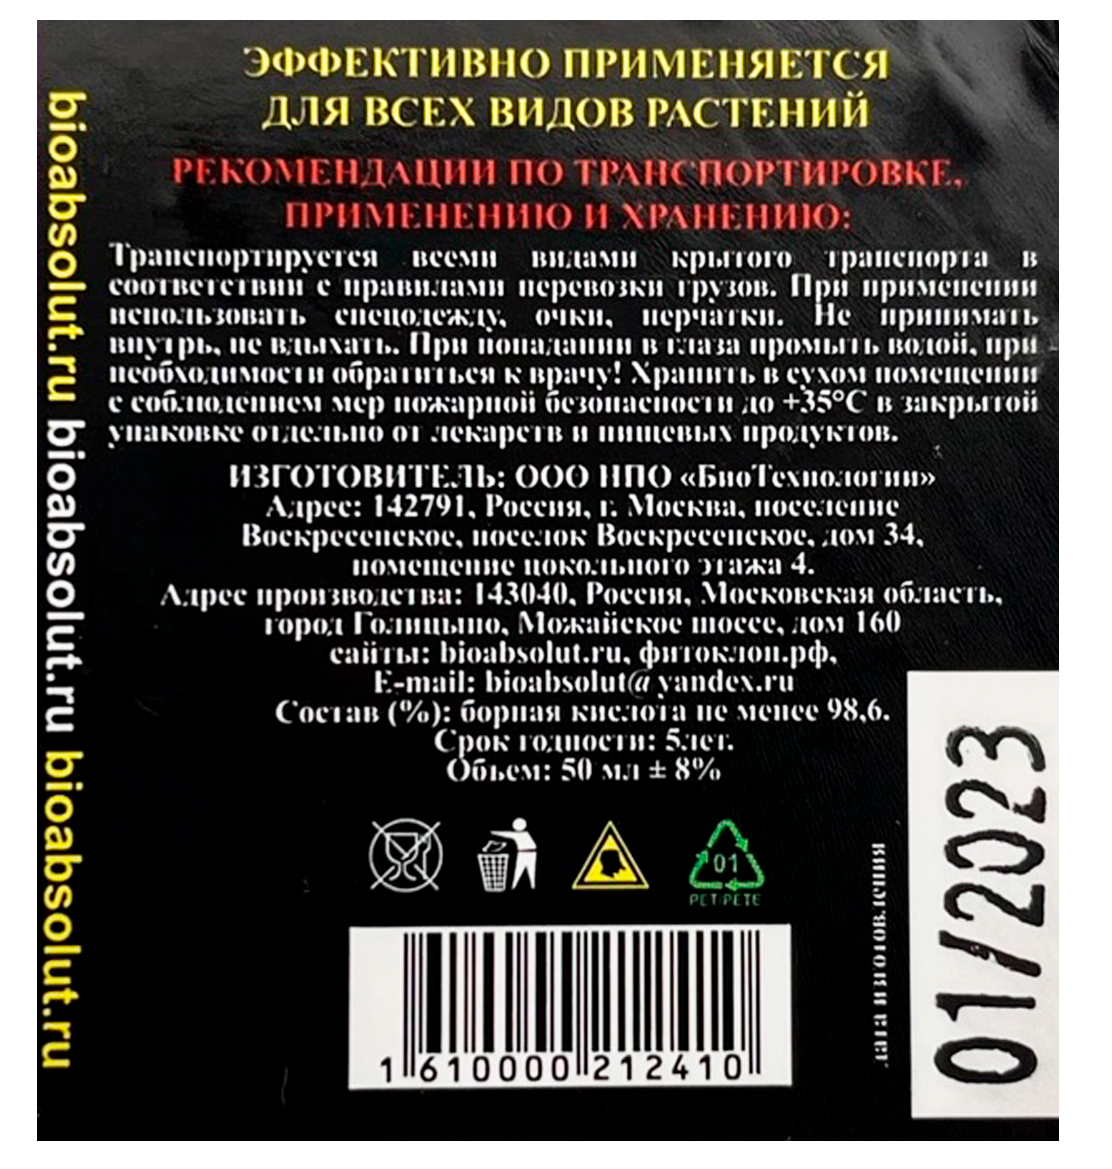 ЭФФЕКТИВНО ПРИМЕНЯЕТСЯ
ДЛЯ ВСЕХ ВИДОВ РАСТЕНИЙ
РЕКОМЕНДАЦИИ ПО ТРАНСПОРТИРОВКЕ,
ПРИМЕНЕНИЮ И ХРАНЕНИЮ:
Транспортируется всеми видами крытого транспорта в
соответствии с правилами перевозки грузов. При применении
использовать спецодежду, очки, перчатки. Не принимать
внутрь, не вдыхать. При попадании в глаза промыть водой, при
необходимости обратиться к врачу! Хранить в сухом помещении
с соблюдением мер пожарной безопасности до +35°С в закрытой
упаковке отдельно от лекарств и пищевых продуктов.
ИЗГОТОВИТЕЛЬ: ООО НПО «БиоТехнологии»
Адрес: 142791, Россия, г. Москва, поселение
Воскресенское, поселок Воскресенское, дом 34,
помещение цокольного этажа 4.
Адрес производства: 143040, Россия, Московская область,
город Голицыно, Можайское шоссе, дом 160
сайты: bioabsolut.ru, фитоклоп.рф,
E-mail: bioabsolut@yandex.ru
Состав (%): борная кислота не менее 98,6.
Срок годности: 5лет.
Объем: 50 мл ± 8%
01
PET/PETE
1 610000 212410
bioabsolut.ru bioabsolut.ru bioabsolut.ru
дата изготовления
01/2023